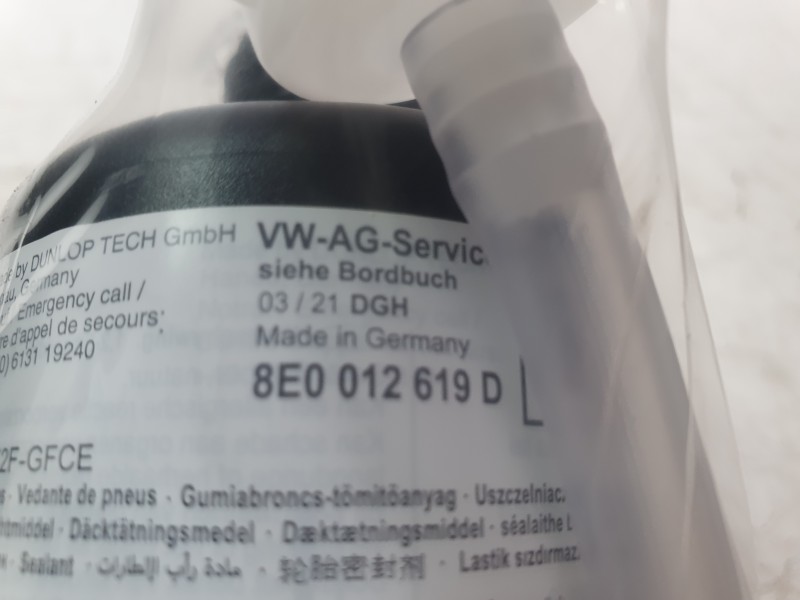 by DUNLOP TECH GmbH
Germany
Emergency call /
d'appel de secours:
0) 6131 19240
VW-AG-Servic
siehe Bordbuch
03 / 21 DGH
Made in Germany
8E0 012 619 D
2F-GFCE
Vedante de pneus · Gumiabroncs-tömítőanyag · Uszczelniac.
Däcktätningsmedel · Dæktætningsmiddel · séalaithe
Sealant · مادة رأب الإطارات · 轮胎密封剂 · Lastik sızdırmaz